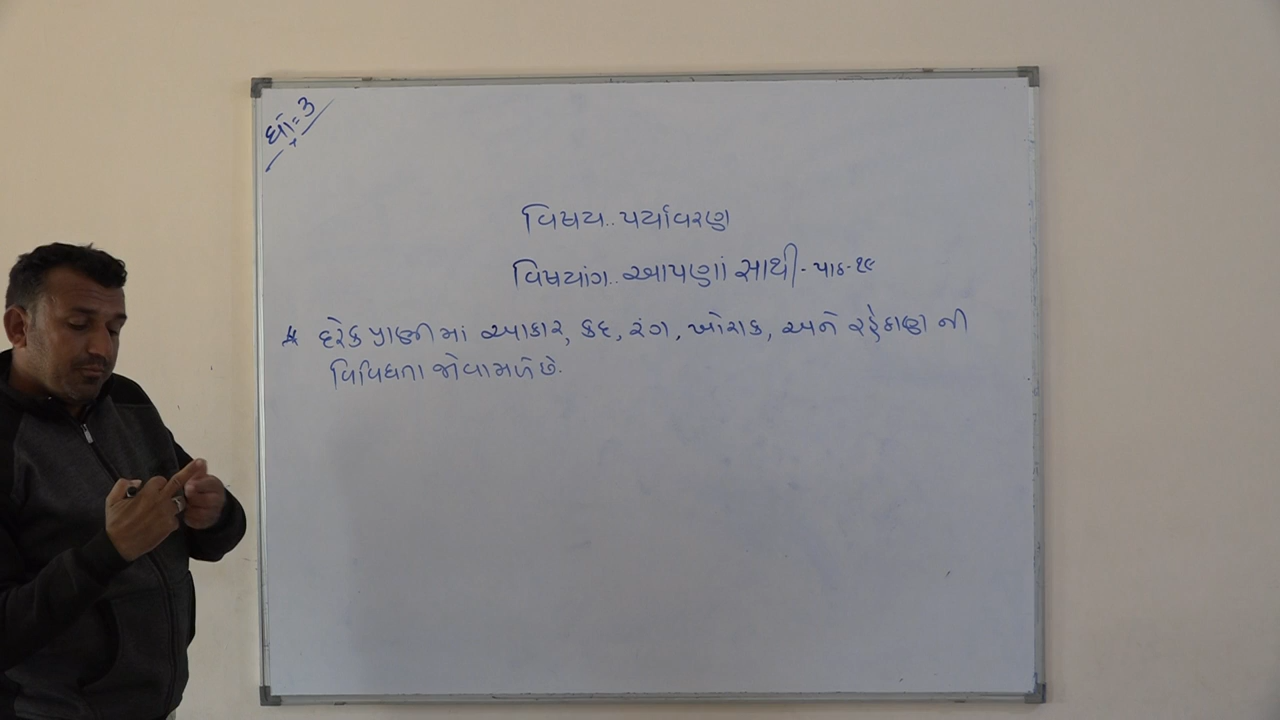 ધો=3
વિષય.. પર્યાવરણ
વિષયાંગ.. આપણાં સાથી - પાઠ-૧૯
* દરેક પ્રાણીમાં આકાર, કદ, રંગ, ખોરાક, અને રહેઠાણ ની
વિવિધતા જોવા મળે છે.